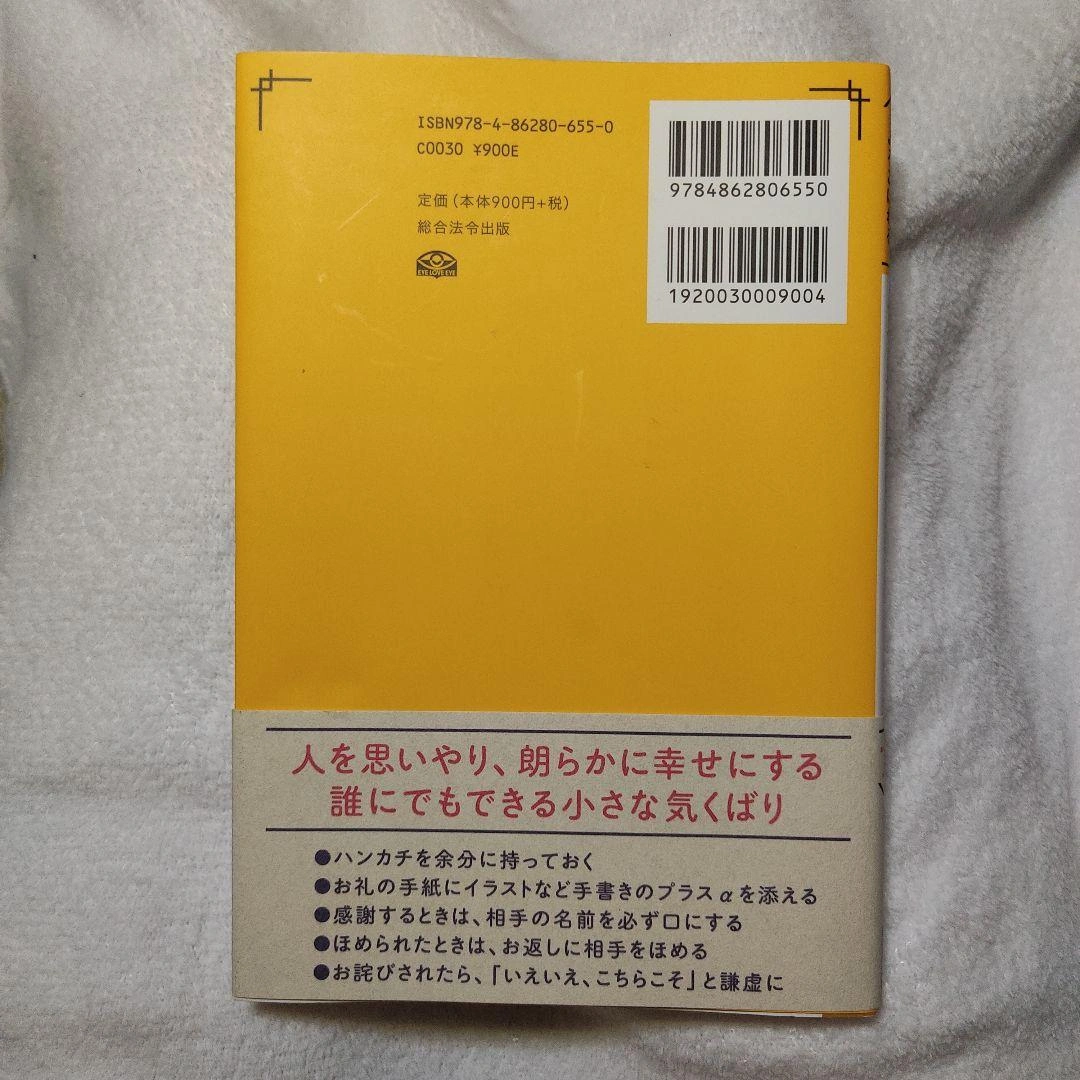 ISBN978-4-86280-655-0
C0030 ¥900E
定価(本体900円+税)
総合法令出版
EYE LOVE EYE
9784862806550
1920030009004
人を思いやり、朗らかに幸せにする
誰にでもできる小さな気くばり
●ハンカチを余分に持っておく
●お礼の手紙にイラストなど手書きのプラスαを添える
●感謝するときは、相手の名前を必ず口にする
●ほめられたときは、お返しに相手をほめる
●お詫びされたら、「いえいえ、こちらこそ」と謙虚に